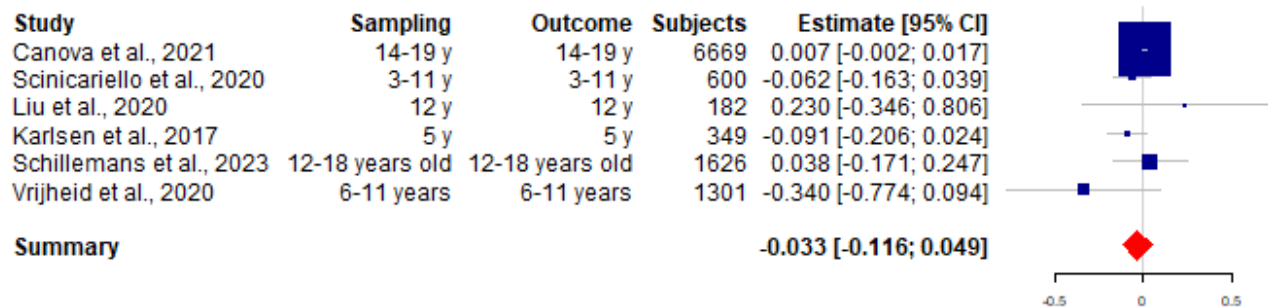 Study Sampling Outcome Subjects Estimate [95% CI]
Canova et al., 2021 14-19 y 14-19 y 6669 0.007 [-0.002; 0.017]
Scinicariello et al., 2020 3-11 y 3-11 y 600 -0.062 [-0.163; 0.039]
Liu et al., 2020 12 y 12 y 182 0.230 [-0.346; 0.806]
Karlsen et al., 2017 5 y 5 y 349 -0.091 [-0.206; 0.024]
Schillemans et al., 2023 12-18 years old 12-18 years old 1626 0.038 [-0.171; 0.247]
Vrijheid et al., 2020 6-11 years 6-11 years 1301 -0.340 [-0.774; 0.094]
Summary -0.033 [-0.116; 0.049]
-0.5 0 0.5